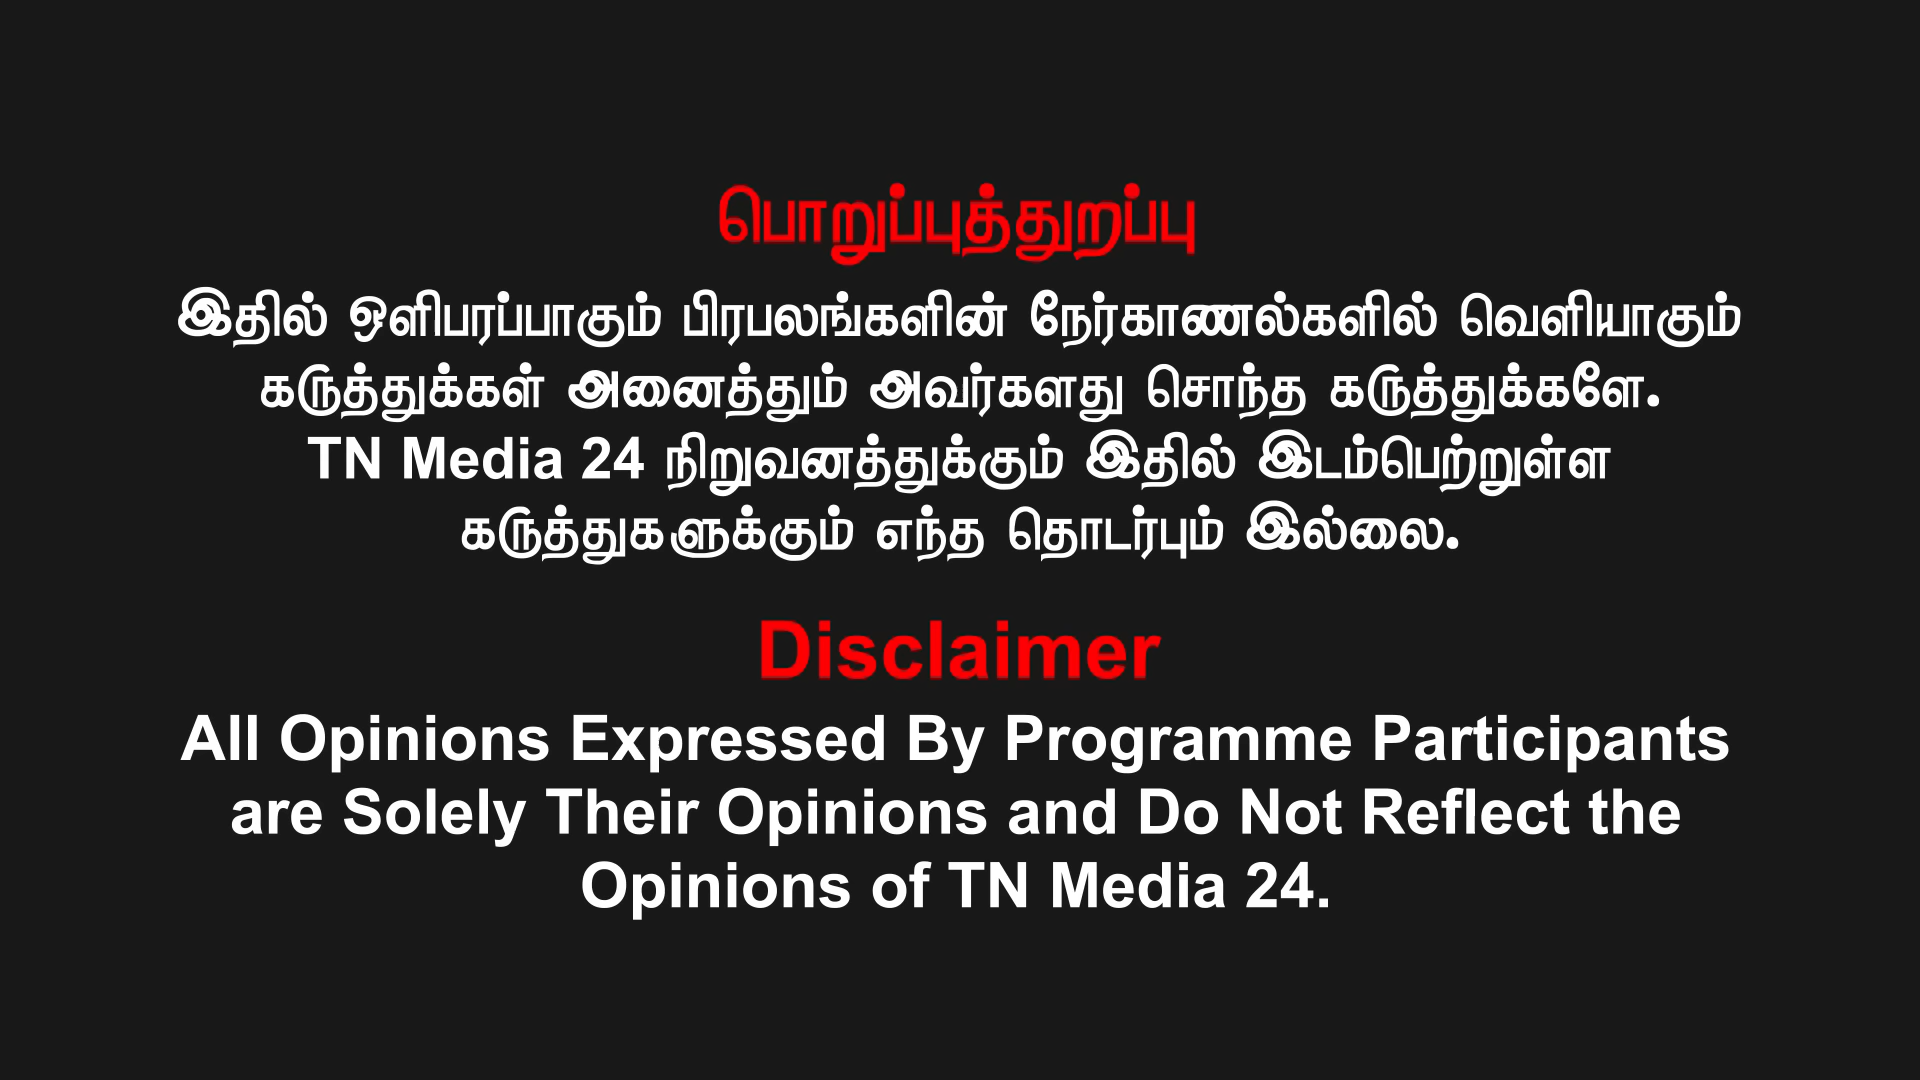 பொறுப்புத்துறப்பு
இதில் ஒளிபரப்பாகும் பிரபலங்களின் நேர்காணல்களில் வெளியாகும்
கருத்துக்கள் அனைத்தும் அவர்களது சொந்த கருத்துக்களே.
TN Media 24 நிறுவனத்துக்கும் இதில் இடம்பெற்றுள்ள
கருத்துகளுக்கும் எந்த தொடர்பும் இல்லை.
Disclaimer
All Opinions Expressed By Programme Participants
are Solely Their Opinions and Do Not Reflect the
Opinions of TN Media 24.